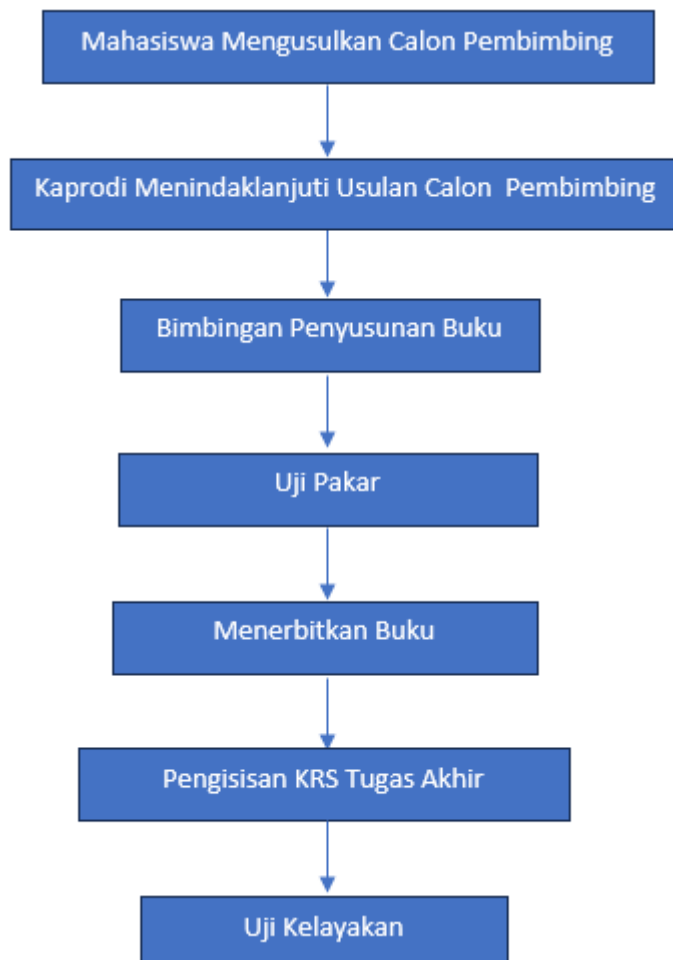 Mahasiswa Mengusulkan Calon Pembimbing
Kaprodi Menindaklanjuti Usulan Calon  Pembimbing
Bimbingan Penyusunan Buku
Uji Pakar
Menerbitkan Buku
Pengisisan KRS Tugas Akhir
Uji Kelayakan